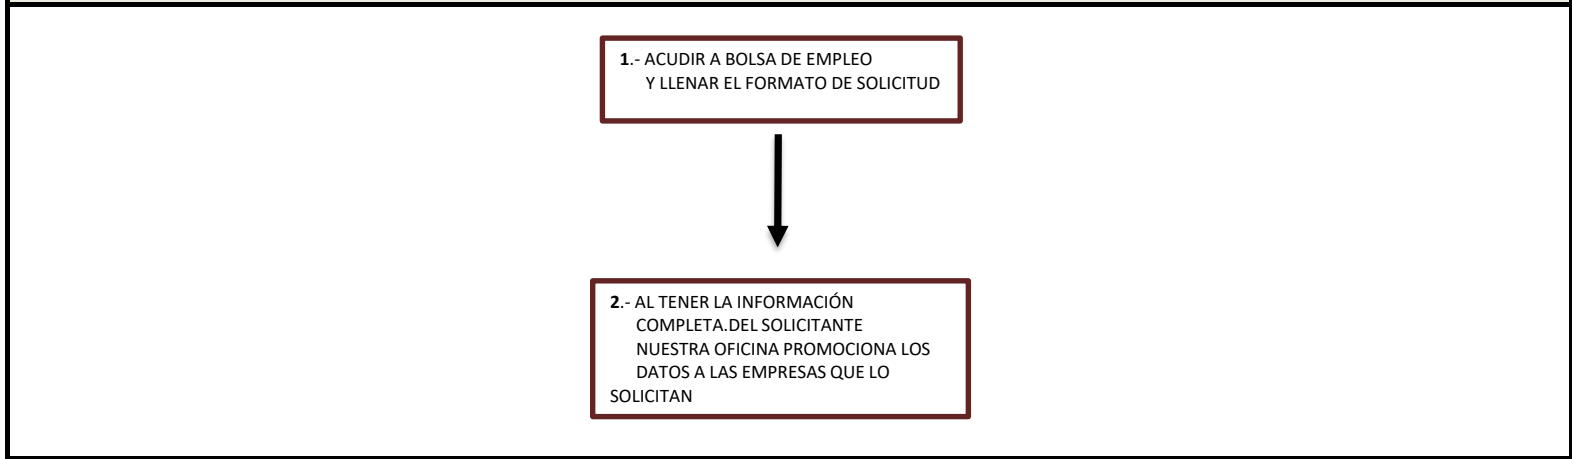 1.- ACUDIR A BOLSA DE EMPLEO
Y LLENAR EL FORMATO DE SOLICITUD
2.- AL TENER LA INFORMACIÓN
COMPLETA.DEL SOLICITANTE
NUESTRA OFICINA PROMOCIONA LOS
DATOS A LAS EMPRESAS QUE LO
SOLICITAN